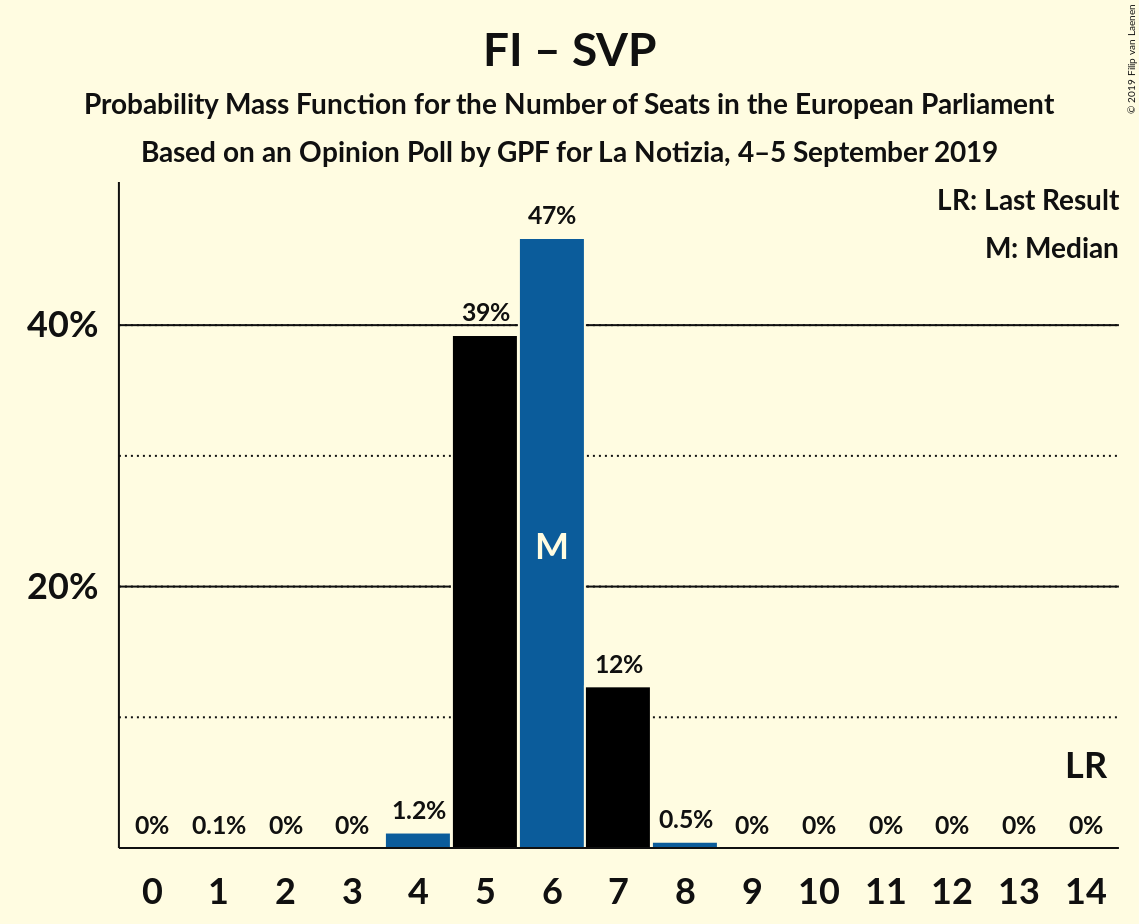 FI – SVP
Probability Mass Function for the Number of Seats in the European Parliament
Based on an Opinion Poll by GPF for La Notizia, 4–5 September 2019
© 2019 Filip van Laenen
LR: Last Result
M: Median
47%
39%
40%
M
20%
12%
LR
0% 0.1% 0% 0% 1.2% 0.5% 0% 0% 0% 0% 0% 0%
0 1 2 3 4 5 6 7 8 9 10 11 12 13 14